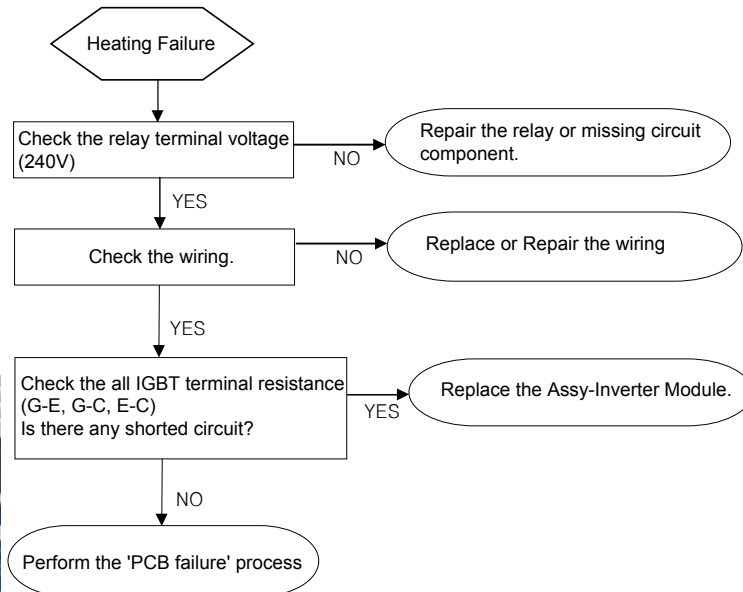 Heating Failure
Check the relay terminal voltage
(240V)
NO
Repair the relay or missing circuit
component.
YES
Check the wiring.
NO
Replace or Repair the wiring
YES
Check the all IGBT terminal resistance
(G-E, G-C, E-C)
Is there any shorted circuit?
YES
Replace the Assy-Inverter Module.
NO
Perform the 'PCB failure' process